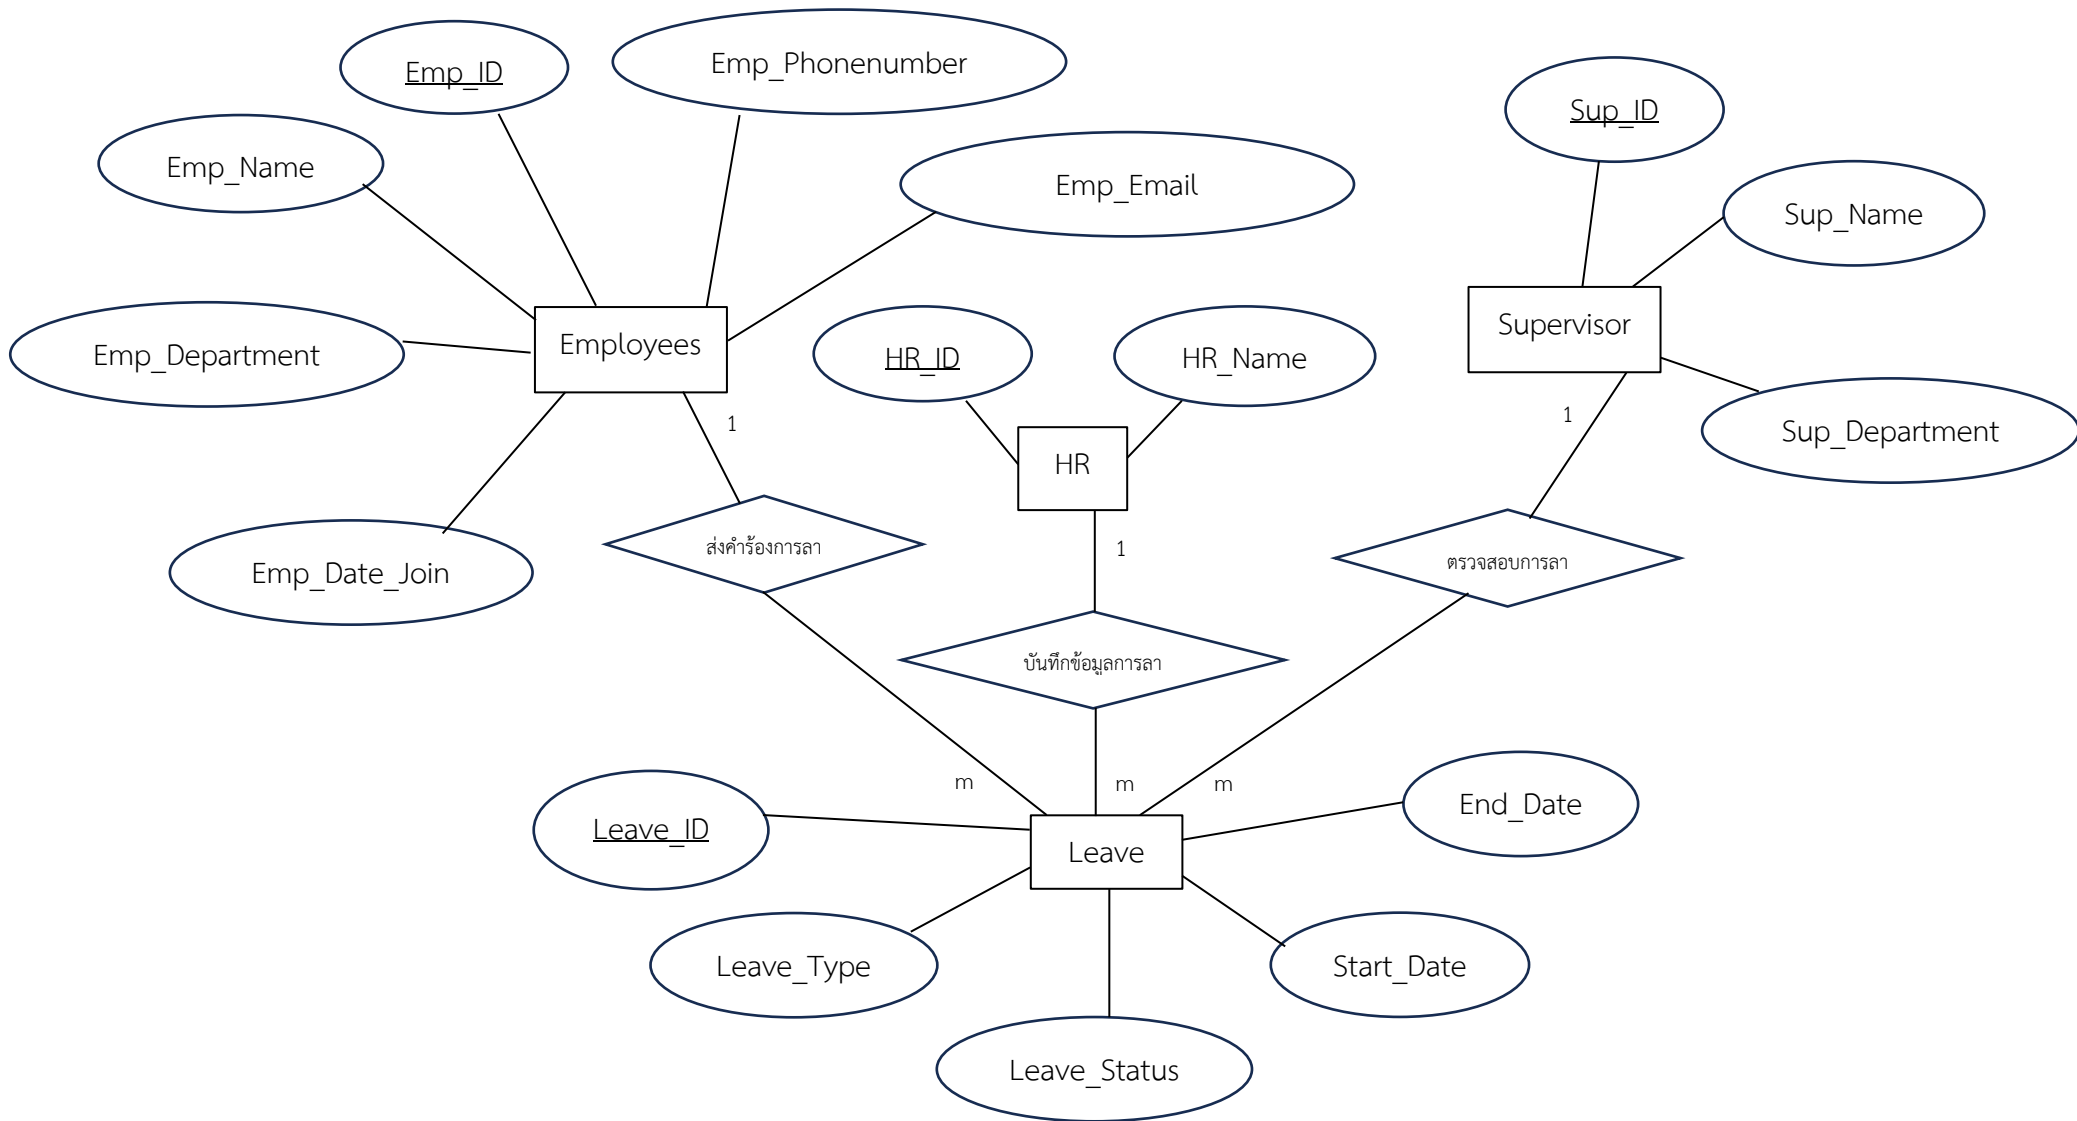 Emp_ID
Emp_Phonenumber
Sup_ID
Emp_Name
Emp_Email
Sup_Name
Employees
Supervisor
Emp_Department
HR_ID
HR_Name
1
1
Sup_Department
HR
ส่งคำร้องการลา
1
ตรวจสอบการลา
Emp_Date_Join
บันทึกข้อมูลการลา
m
m
m
End_Date
Leave_ID
Leave
Leave_Type
Start_Date
Leave_Status